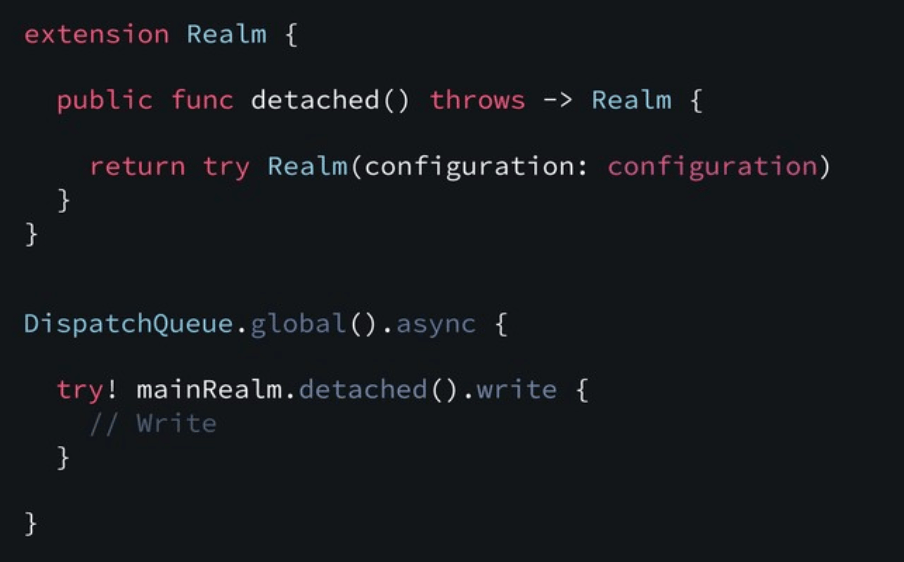 extension Realm {
public func detached() throws -> Realm {
return try Realm(configuration: configuration)
}
}
DispatchQueue.global().async {
try! mainRealm.detached().write {
// Write
}
}